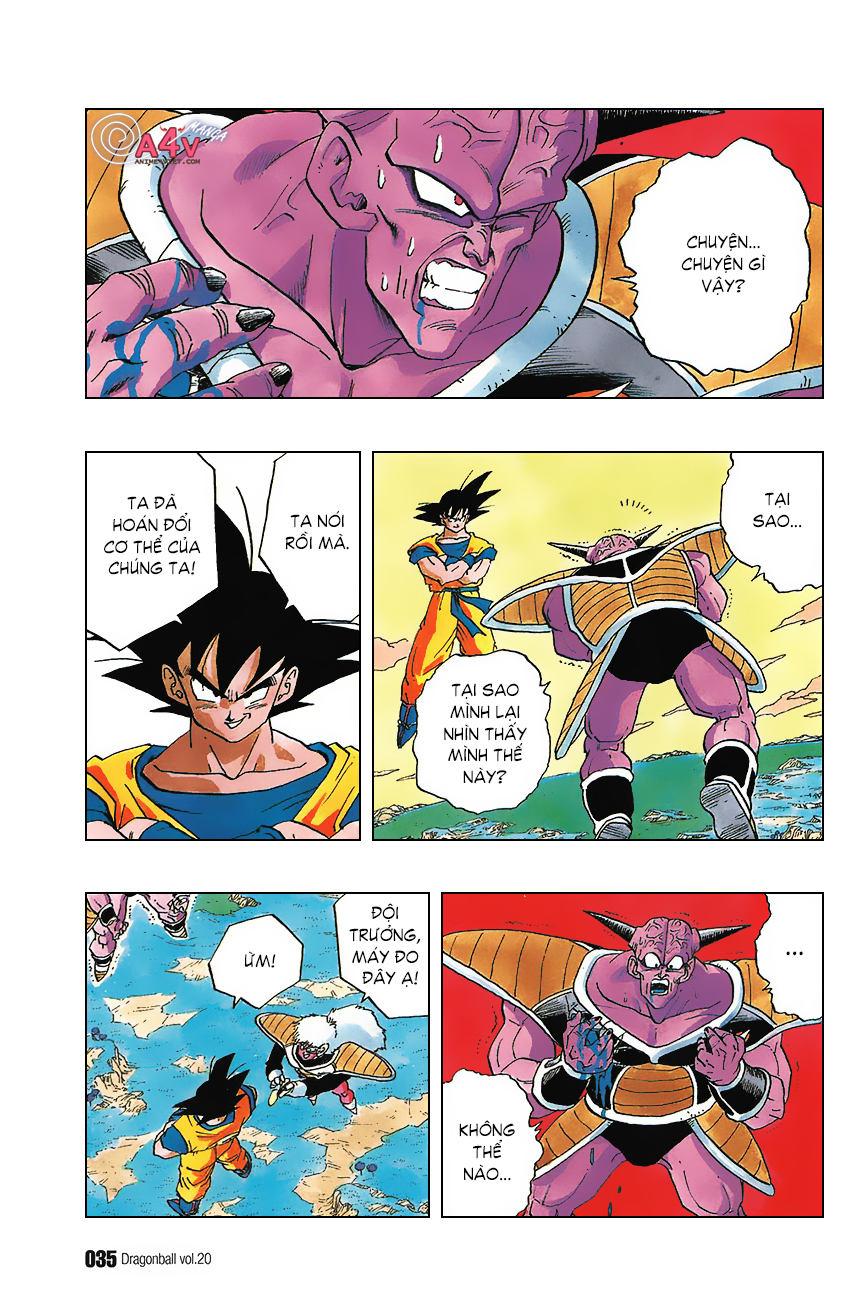 MANGA
A4V
ANIME4VIET.COM
CHUYỆN...
CHUYỆN GÌ
VẬY?
TẠI
SAO...
TẠI SAO
MÌNH LẠI
NHÌN THẤY
MÌNH THẾ
NÀY?
TA NÓI
RỒI MÀ.
TA ĐÃ
HOÁN ĐỔI
CƠ THỂ CỦA
CHÚNG TA!
...
KHÔNG
THỂ
NÀO...
ĐỘI
TRƯỞNG,
MÁY ĐO
ĐÂY Ạ!
ỪM!
035 Dragonball vol.20